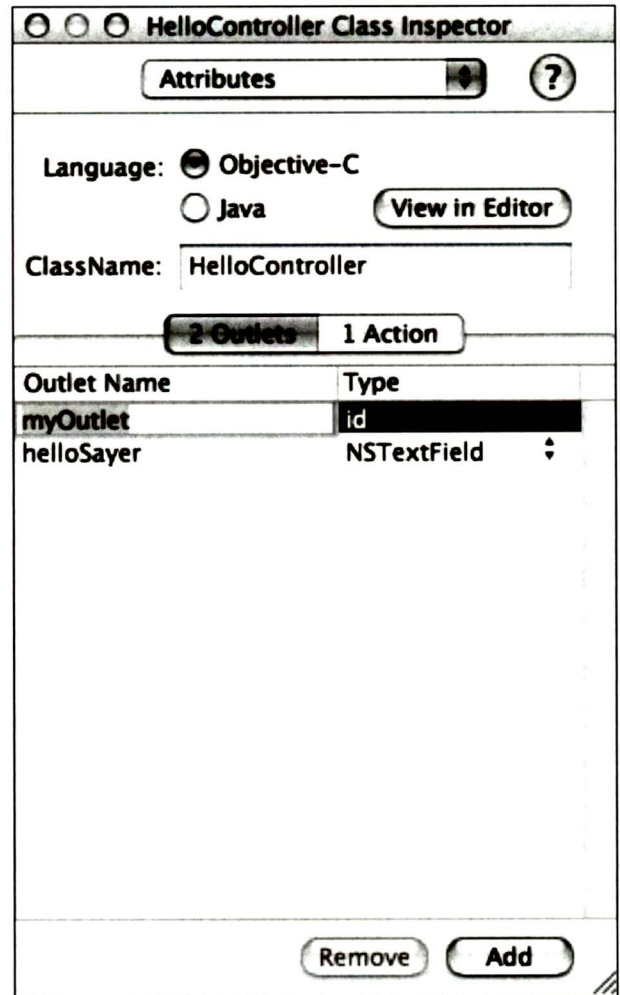 HelloController Class Inspector
Attributes
?
Language: Objective-C
Java View in Editor
ClassName: HelloController
2 Outlets 1 Action
Outlet Name Type
myOutlet id
helloSayer NSTextField
Remove Add